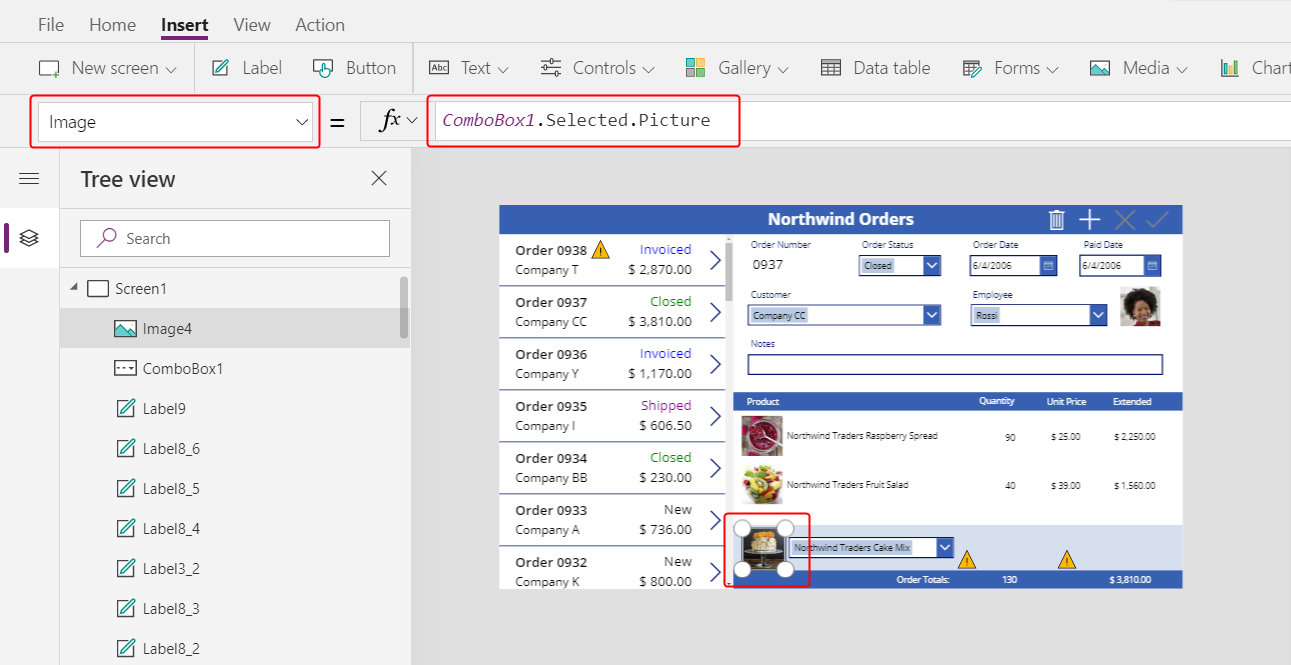 File Home Insert View Action
New screen Label Button Abc Text Controls Gallery Data table Forms Media Chart
Image = fx ComboBox1.Selected.Picture
Tree view
Search
Screen1
Image4
ComboBox1
Label9
Label8_6
Label8_5
Label8_4
Label3_2
Label8_3
Label8_2
Northwind Orders
Order 0938 Invoiced
Company T $ 2,870.00
Order 0937 Closed
Company CC $ 3,810.00
Order 0936 Invoiced
Company Y $ 1,170.00
Order 0935 Shipped
Company I $ 606.50
Order 0934 Closed
Company BB $ 230.00
Order 0933 New
Company A $ 736.00
Order 0932 New
Company K $ 800.00
Order Number Order Status Order Date Paid Date
0937 Closed 6/4/2006 6/4/2006
Customer Employee
Company CC Rossi
Notes
Product Quantity Unit Price Extended
Northwind Traders Raspberry Spread 90 $ 25.00 $ 2,250.00
Northwind Traders Fruit Salad 40 $ 39.00 $ 1,560.00
Northwind Traders Cake Mix
Order Totals: 130 $ 3,810.00